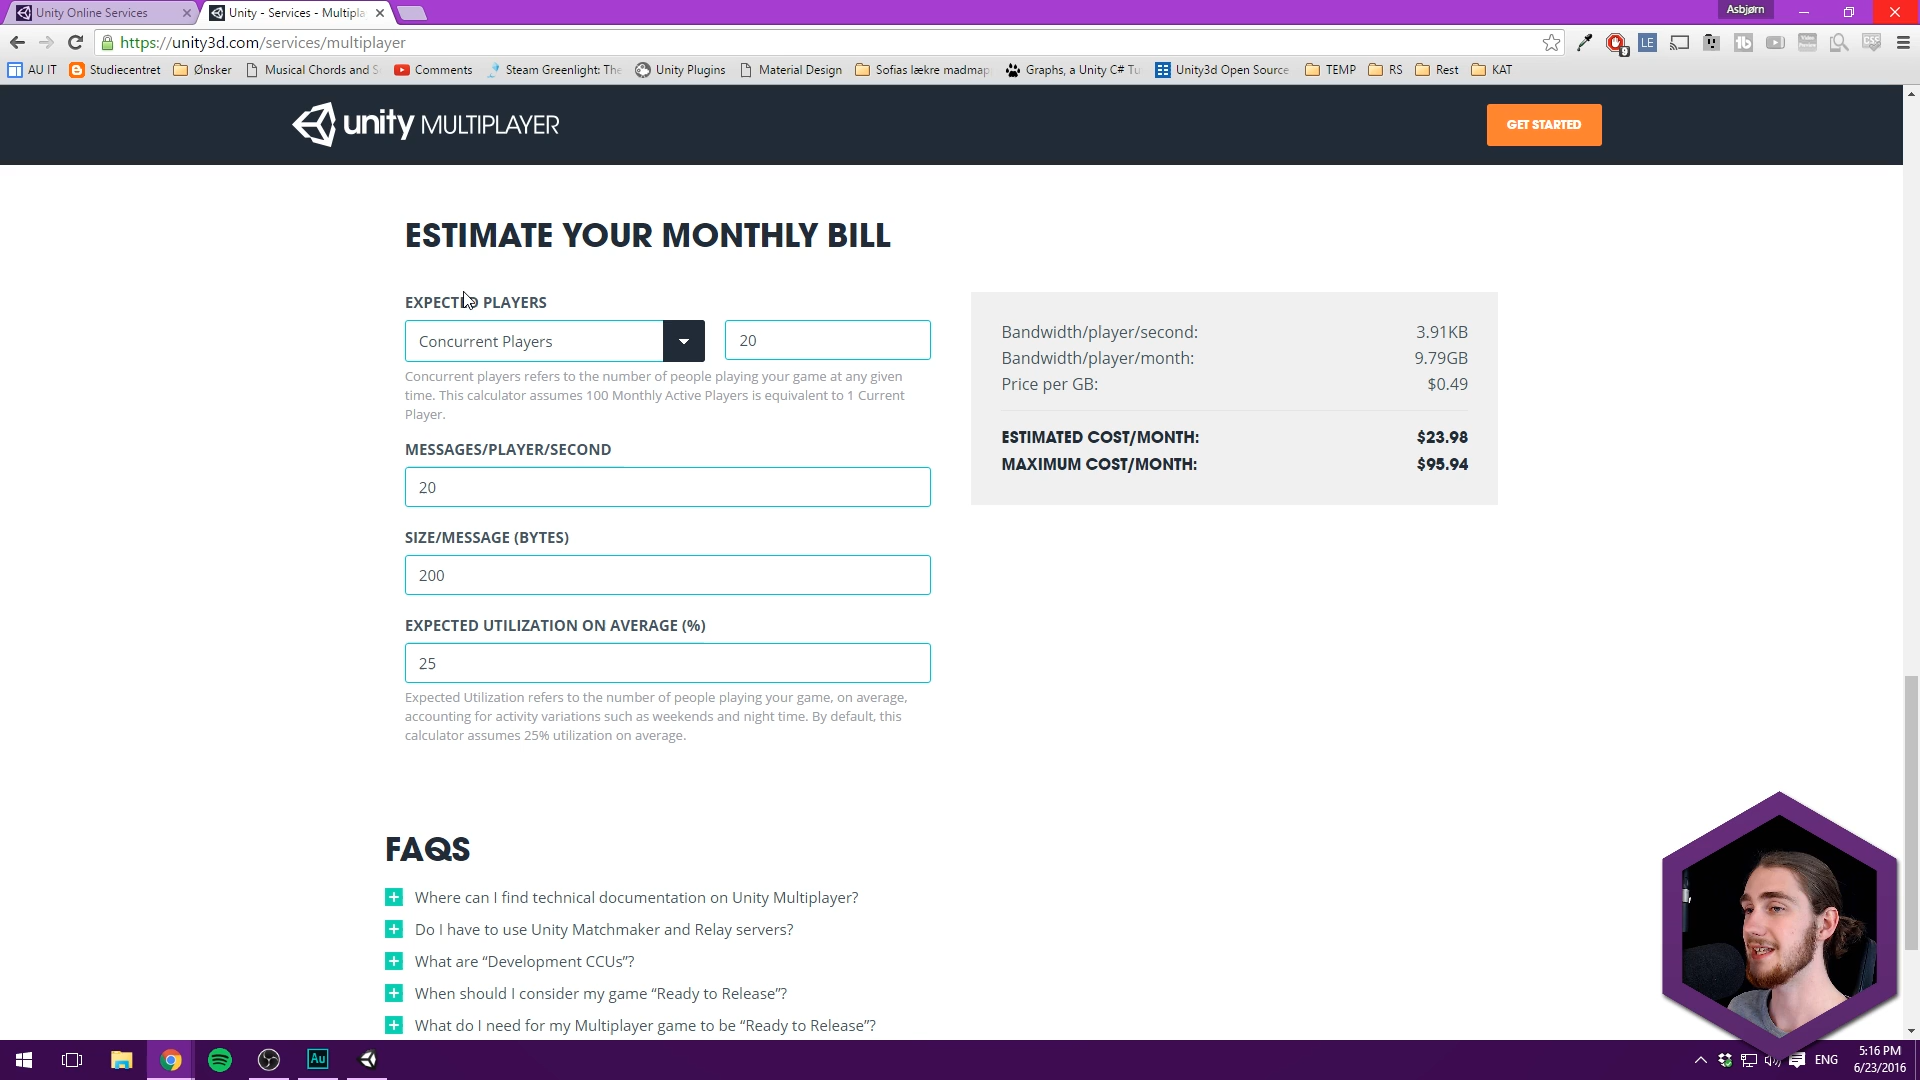 Unity Online Services
Unity - Services - Multipla
Asbjørn
https://unity3d.com/services/multiplayer
LE
9
CSS
AU IT
Studiecentret
Ønsker
Musical Chords and S
Comments
Steam Greenlight: The
Unity Plugins
Material Design
Sofias lækre madmap
Graphs, a Unity C# Tu
Unity3d Open Source
TEMP
RS
Rest
KAT
unity MULTIPLAYER
GET STARTED
ESTIMATE YOUR MONTHLY BILL
EXPECTED PLAYERS
Concurrent Players
20
Concurrent players refers to the number of people playing your game at any given
time. This calculator assumes 100 Monthly Active Players is equivalent to 1 Current
Player.
MESSAGES/PLAYER/SECOND
20
SIZE/MESSAGE (BYTES)
200
EXPECTED UTILIZATION ON AVERAGE (%)
25
Expected Utilization refers to the number of people playing your game, on average,
accounting for activity variations such as weekends and night time. By default, this
calculator assumes 25% utilization on average.
Bandwidth/player/second: 3.91KB
Bandwidth/player/month: 9.79GB
Price per GB: $0.49
ESTIMATED COST/MONTH: $23.98
MAXIMUM COST/MONTH: $95.94
FAQS
Where can I find technical documentation on Unity Multiplayer?
Do I have to use Unity Matchmaker and Relay servers?
What are “Development CCUs”?
When should I consider my game “Ready to Release”?
What do I need for my Multiplayer game to be “Ready to Release”?
Au
ENG
5:16 PM
6/23/2016